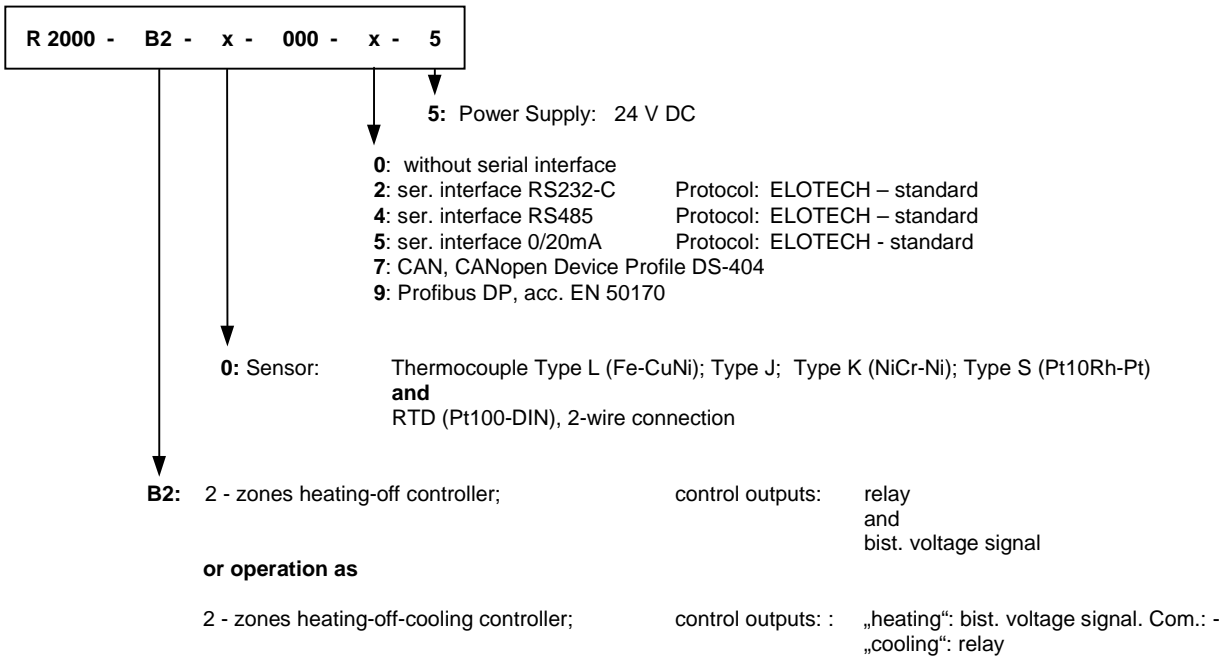 R 2000 - B2 - x - 000 - x - 5
5: Power Supply: 24 V DC
0: without serial interface
2: ser. interface RS232-C Protocol: ELOTECH – standard
4: ser. interface RS485 Protocol: ELOTECH – standard
5: ser. interface 0/20mA Protocol: ELOTECH - standard
7: CAN, CANopen Device Profile DS-404
9: Profibus DP, acc. EN 50170
0: Sensor: Thermocouple Type L (Fe-CuNi); Type J; Type K (NiCr-Ni); Type S (Pt10Rh-Pt)
and
RTD (Pt100-DIN), 2-wire connection
B2: 2 - zones heating-off controller; control outputs: relay
and
bist. voltage signal
or operation as
2 - zones heating-off-cooling controller; control outputs: : „heating“: bist. voltage signal. Com.: -
„cooling“: relay